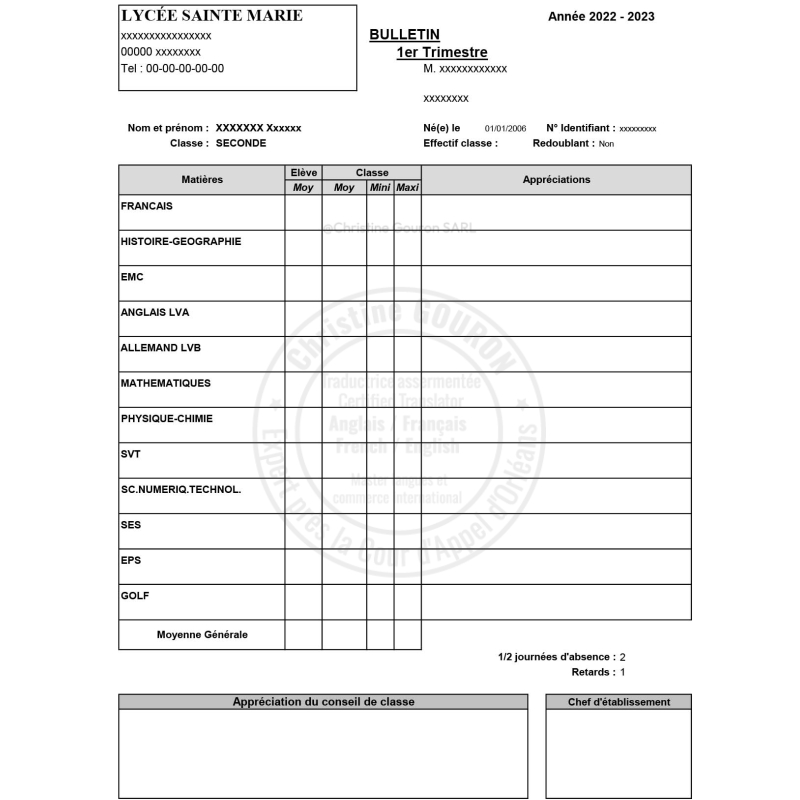 LYCÉE SAINTE MARIE
Année 2022 - 2023
xxxxxxxxxxxxxxxx
BULLETIN
00000 xxxxxxxx
1er Trimestre
Tel : 00-00-00-00-00
M. xxxxxxxxxxxx
xxxxxxxx
Nom et prénom : XXXXXXX Xxxxxx
Né(e) le 01/01/2006 N° Identifiant : xxxxxxxxx
Classe : SECONDE
Effectif classe : Redoublant : Non
Matières Elève Classe Appréciations
Moy Moy Mini Maxi
FRANCAIS
@Christine Gouron SARL
HISTOIRE-GEOGRAPHIE
EMC
ANGLAIS LVA
ALLEMAND LVB
MATHEMATIQUES
PHYSIQUE-CHIMIE
SVT
SC.NUMERIQ.TECHNOL.
SES
EPS
GOLF
Moyenne Générale
Christine GOURON
Traductrice assermentée
Certified Translator
Anglais / Français
French / English
Master langues et
commerce international
Expert près la Cour d'Appel d'Orléans
1/2 journées d'absence : 2
Retards : 1
Appréciation du conseil de classe
Chef d'établissement